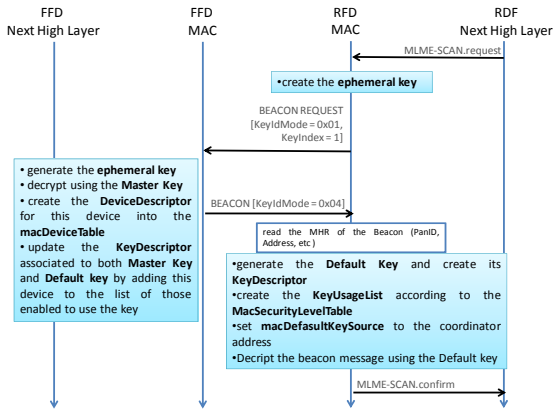 FFD
Next High Layer
FFD
MAC
RFD
MAC
RDF
Next High Layer
MLME-SCAN.request
•create the ephemeral key
BEACON REQUEST
[KeyIdMode = 0x01,
KeyIndex = 1]
• generate the ephemeral key
• decrypt using the Master Key
• create the DeviceDescriptor
for this device into the
macDeviceTable
• update the KeyDescriptor
associated to both Master Key
and Default key by adding this
device to the list of those
enabled to use the key
BEACON [KeyIdMode = 0x04]
read the MHR of the Beacon (PanID,
Address, etc )
•generate the Default Key and create its
KeyDescriptor
•create the KeyUsageList according to the
MacSecurityLevelTable
•set macDefasultKeySource to the coordinator
address
•Decript the beacon message using the Default key
MLME-SCAN.confirm